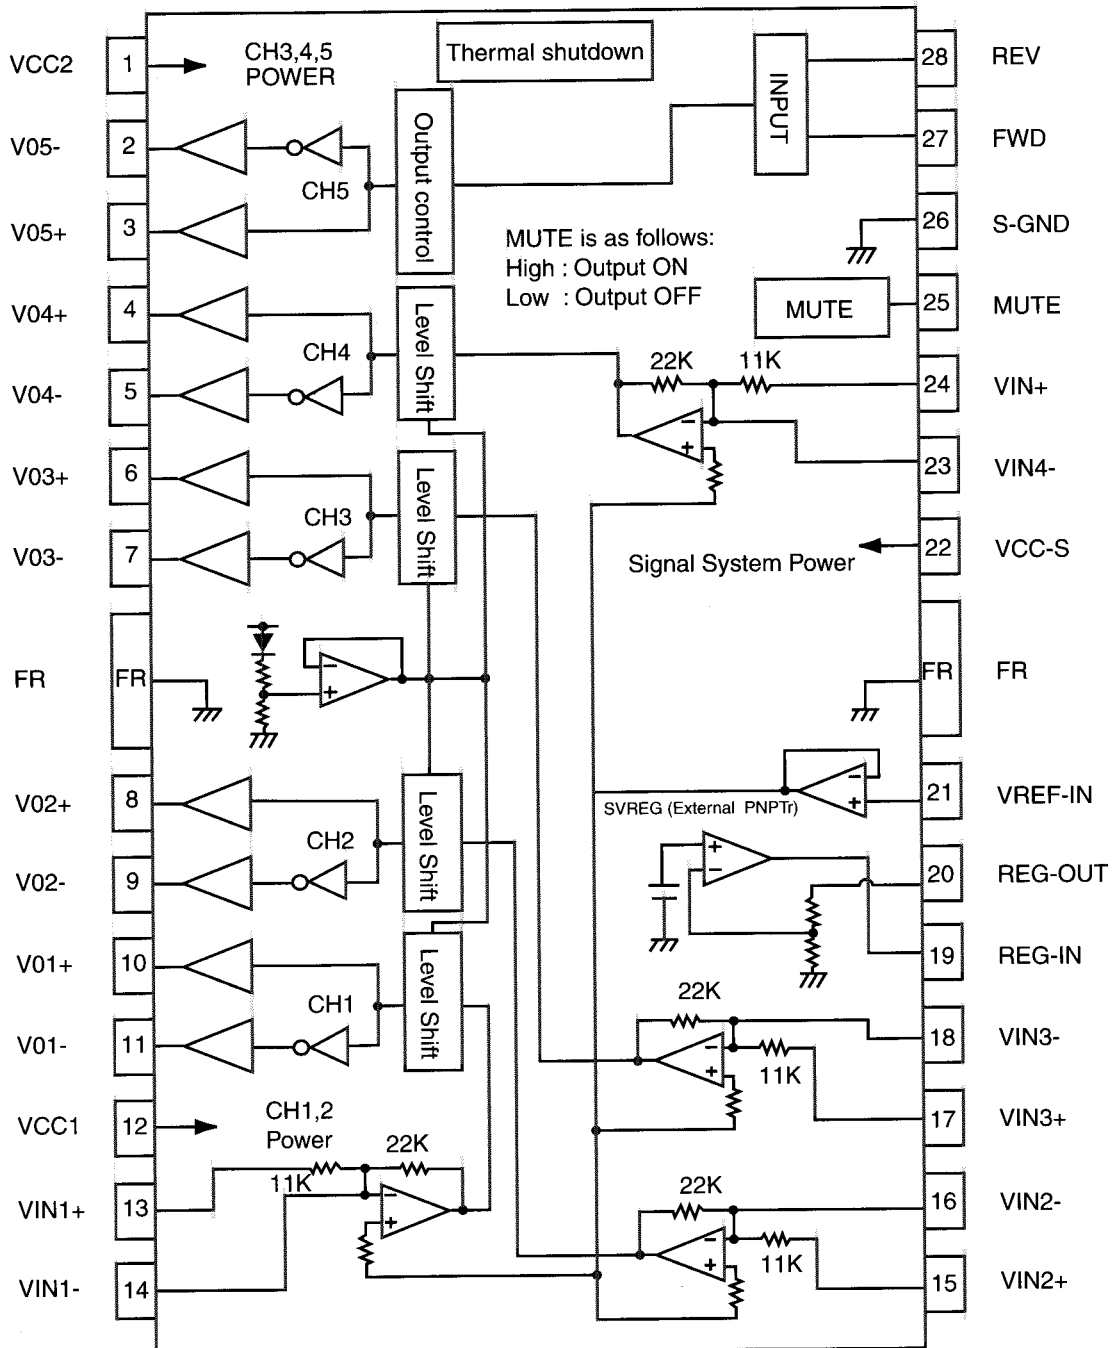 VCC2
1
CH3,4,5
POWER
Thermal shutdown
INPUT
28
REV
V05-
2
Output control
27
FWD
CH5
V05+
3
26
S-GND
MUTE is as follows:
High : Output ON
Low : Output OFF
V04+
4
MUTE
25
MUTE
CH4
Level Shift
22K
11K
24
VIN+
V04-
5
−
+
V03+
6
23
VIN4-
CH3
Level Shift
V03-
7
Signal System Power
22
VCC-S
FR
FR
−
+
FR
FR
V02+
8
Level Shift
SVREG (External PNPTr)
−
+
21
VREF-IN
CH2
V02-
9
+
−
20
REG-OUT
V01+
10
Level Shift
19
REG-IN
CH1
22K
V01-
11
−
+
11K
18
VIN3-
VCC1
12
CH1,2
Power
17
VIN3+
22K
11K
VIN1+
13
−
+
22K
16
VIN2-
−
+
11K
VIN1-
14
15
VIN2+